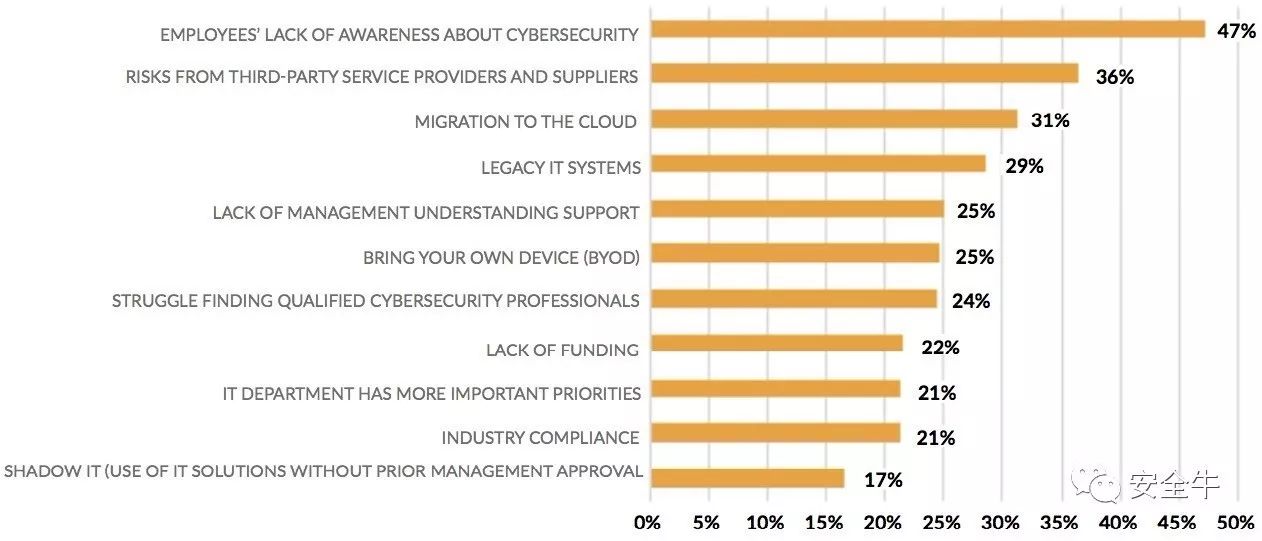 EMPLOYEES' LACK OF AWARENESS ABOUT CYBERSECURITY 47%
RISKS FROM THIRD-PARTY SERVICE PROVIDERS AND SUPPLIERS 36%
MIGRATION TO THE CLOUD 31%
LEGACY IT SYSTEMS 29%
LACK OF MANAGEMENT UNDERSTANDING SUPPORT 25%
BRING YOUR OWN DEVICE (BYOD) 25%
STRUGGLE FINDING QUALIFIED CYBERSECURITY PROFESSIONALS 24%
LACK OF FUNDING 22%
IT DEPARTMENT HAS MORE IMPORTANT PRIORITIES 21%
INDUSTRY COMPLIANCE 21%
SHADOW IT (USE OF IT SOLUTIONS WITHOUT PRIOR MANAGEMENT APPROVAL 17%
安全牛
0% 5% 10% 15% 20% 25% 30% 35% 40% 45% 50%